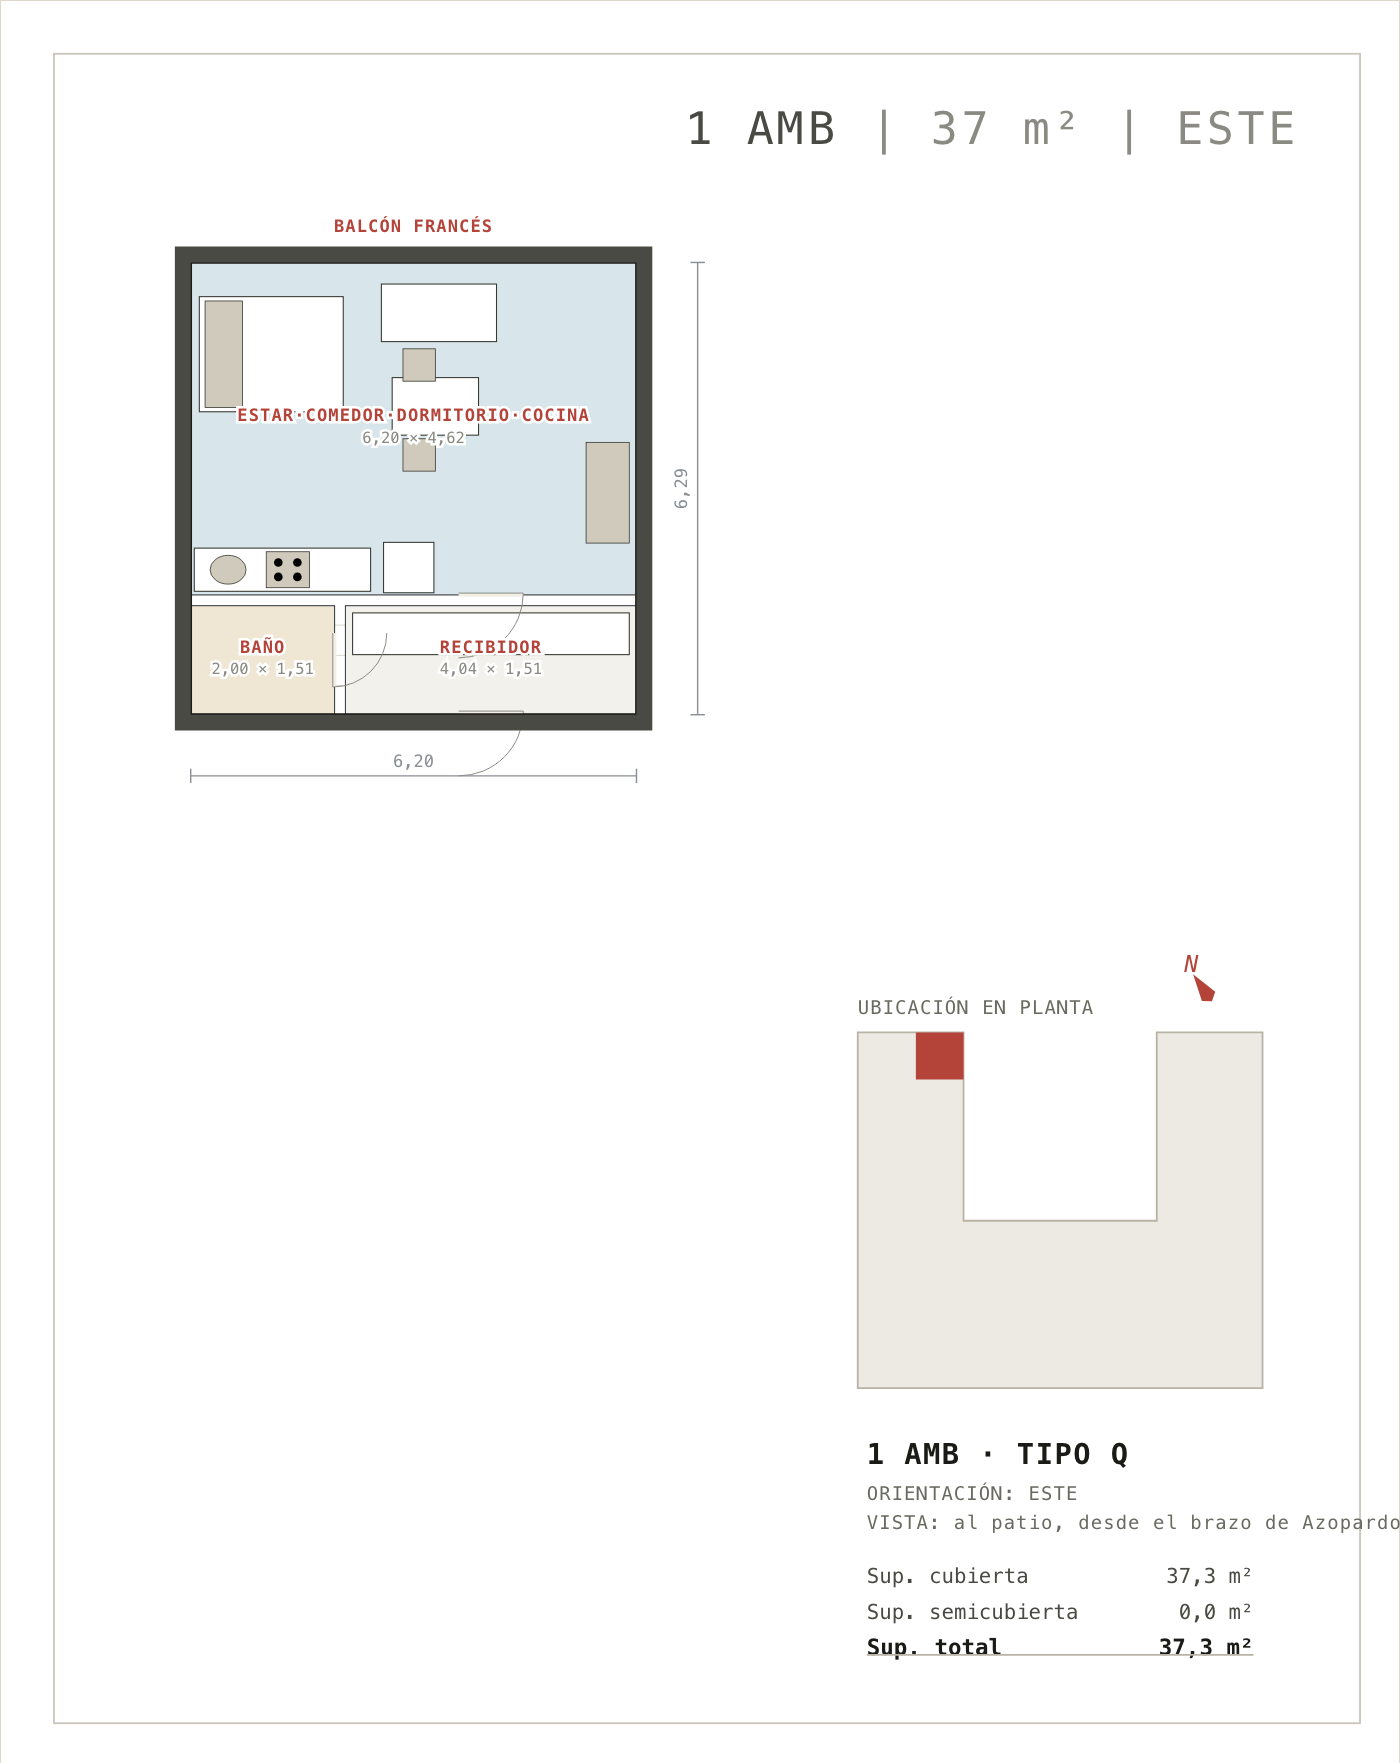 1 AMB | 37 m² | ESTE
BALCÓN FRANCÉS
ESTAR·COMEDOR·DORMITORIO·COCINA
6,20 × 4,62
6,29
BAÑO
2,00 × 1,51
RECIBIDOR
4,04 × 1,51
6,20
N
UBICACIÓN EN PLANTA
1 AMB · TIPO Q
ORIENTACIÓN: ESTE
VISTA: al patio, desde el brazo de Azopardo
Sup. cubierta 37,3 m²
Sup. semicubierta 0,0 m²
Sup. total 37,3 m²